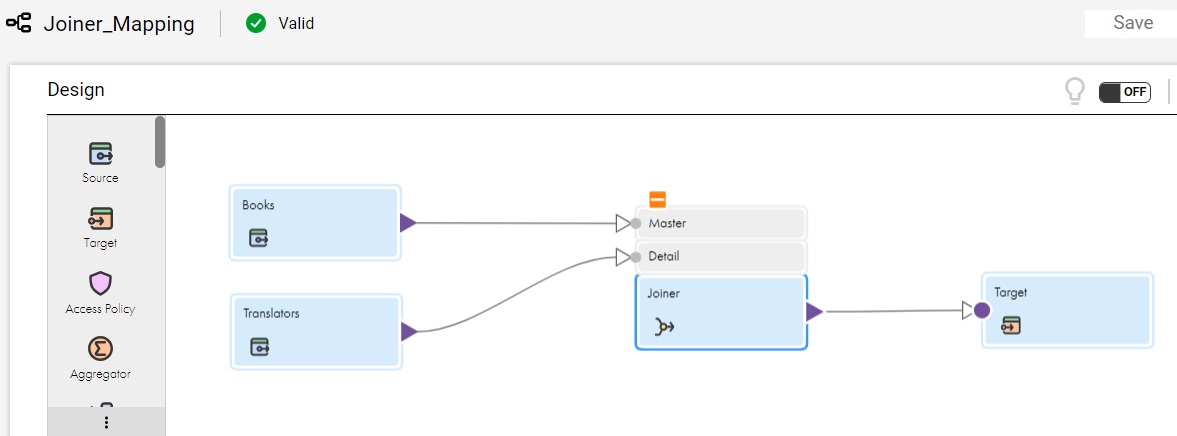 Joiner_Mapping
Valid
Save
Design
OFF
Source
Target
Access Policy
Aggregator
Books
Translators
Master
Detail
Joiner
Target